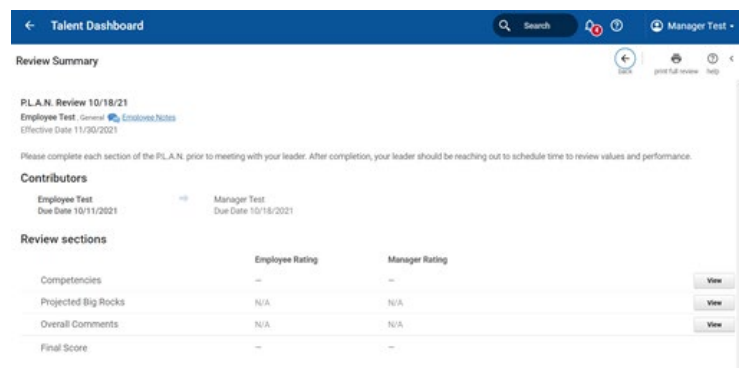 ← Talent Dashboard
Search
4
Manager Test
Review Summary
back
print full review
help
P.L.A.N. Review 10/18/21
Employee Test, General Employee Notes
Effective Date 11/30/2021
Please complete each section of the P.L.A.N. prior to meeting with your leader. After completion, your leader should be reaching out to schedule time to review values and performance.
Contributors
Employee Test ⇨ Manager Test
Due Date 10/11/2021 Due Date 10/18/2021
Review sections
Employee Rating Manager Rating
Competencies -- -- View
Projected Big Rocks N/A N/A View
Overall Comments N/A N/A View
Final Score -- --